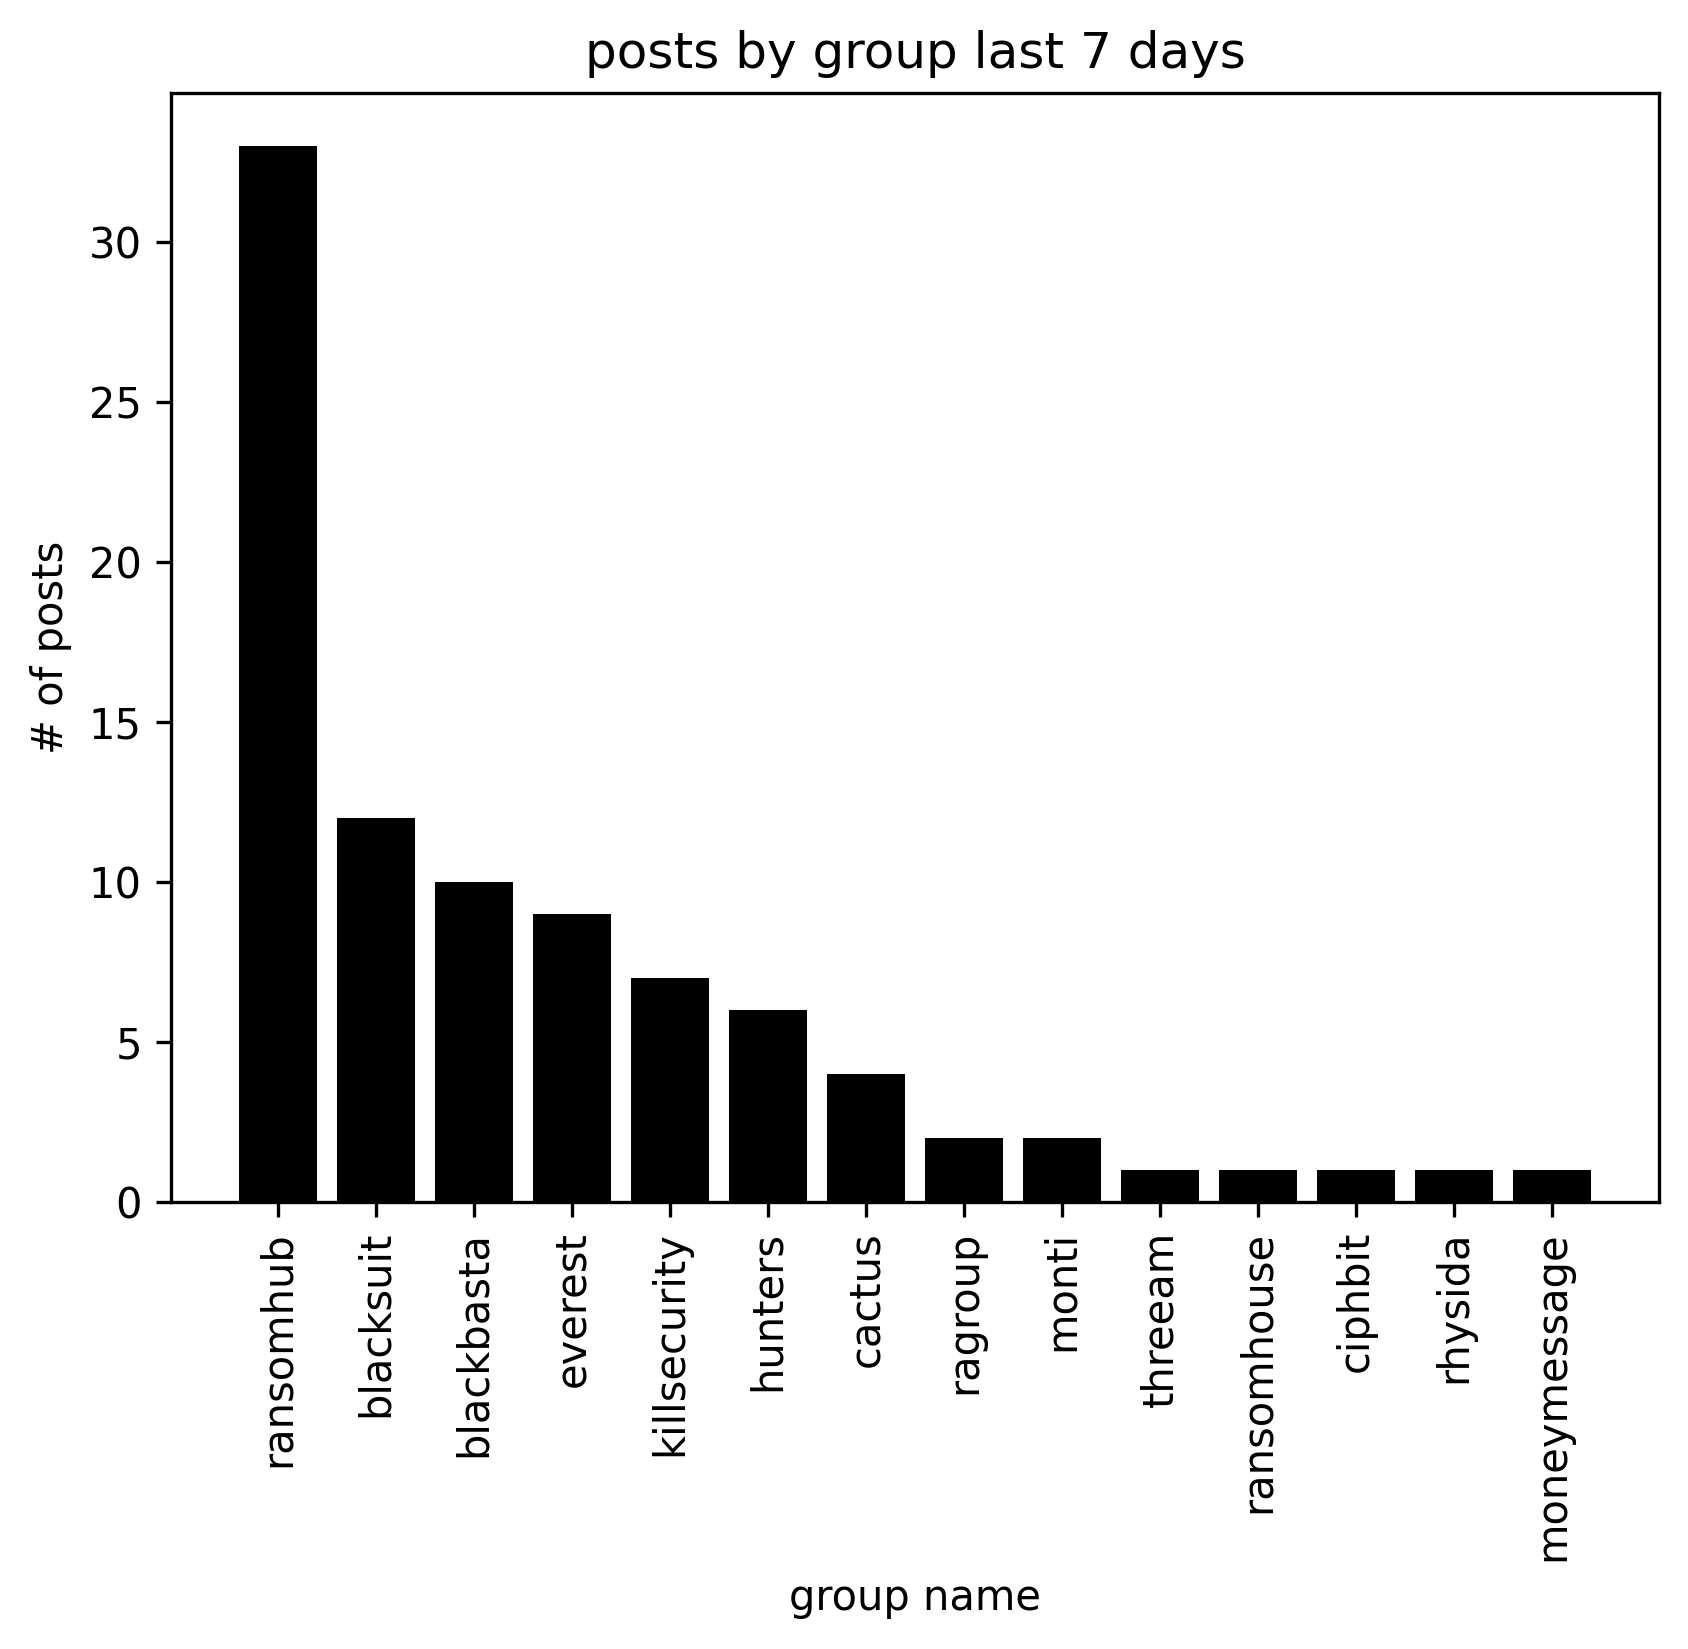 posts by group last 7 days
# of posts
30
25
20
15
10
5
0
ransomhub
blacksuit
blackbasta
everest
killsecurity
hunters
cactus
ragroup
monti
threeam
ransomhouse
ciphbit
rhysida
moneymessage
group name